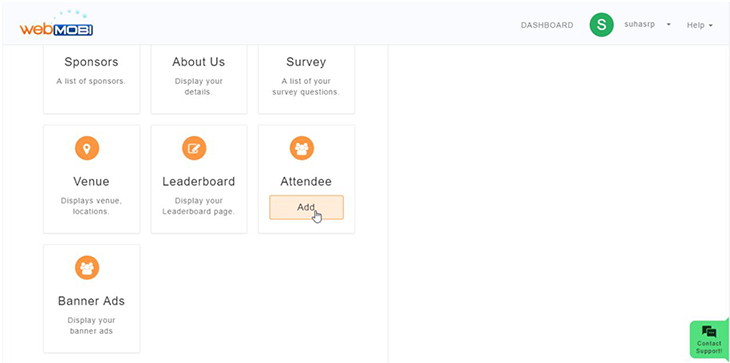 webMOBI
DASHBOARD
S
suhasrp
Help
Sponsors
A list of sponsors.
About Us
Display your
details.
Survey
A list of your
survey questions.
Venue
Displays venue,
locations.
Leaderboard
Display your
Leaderboard page.
Attendee
Add
Banner Ads
Display your
banner ads
Contact
Support!